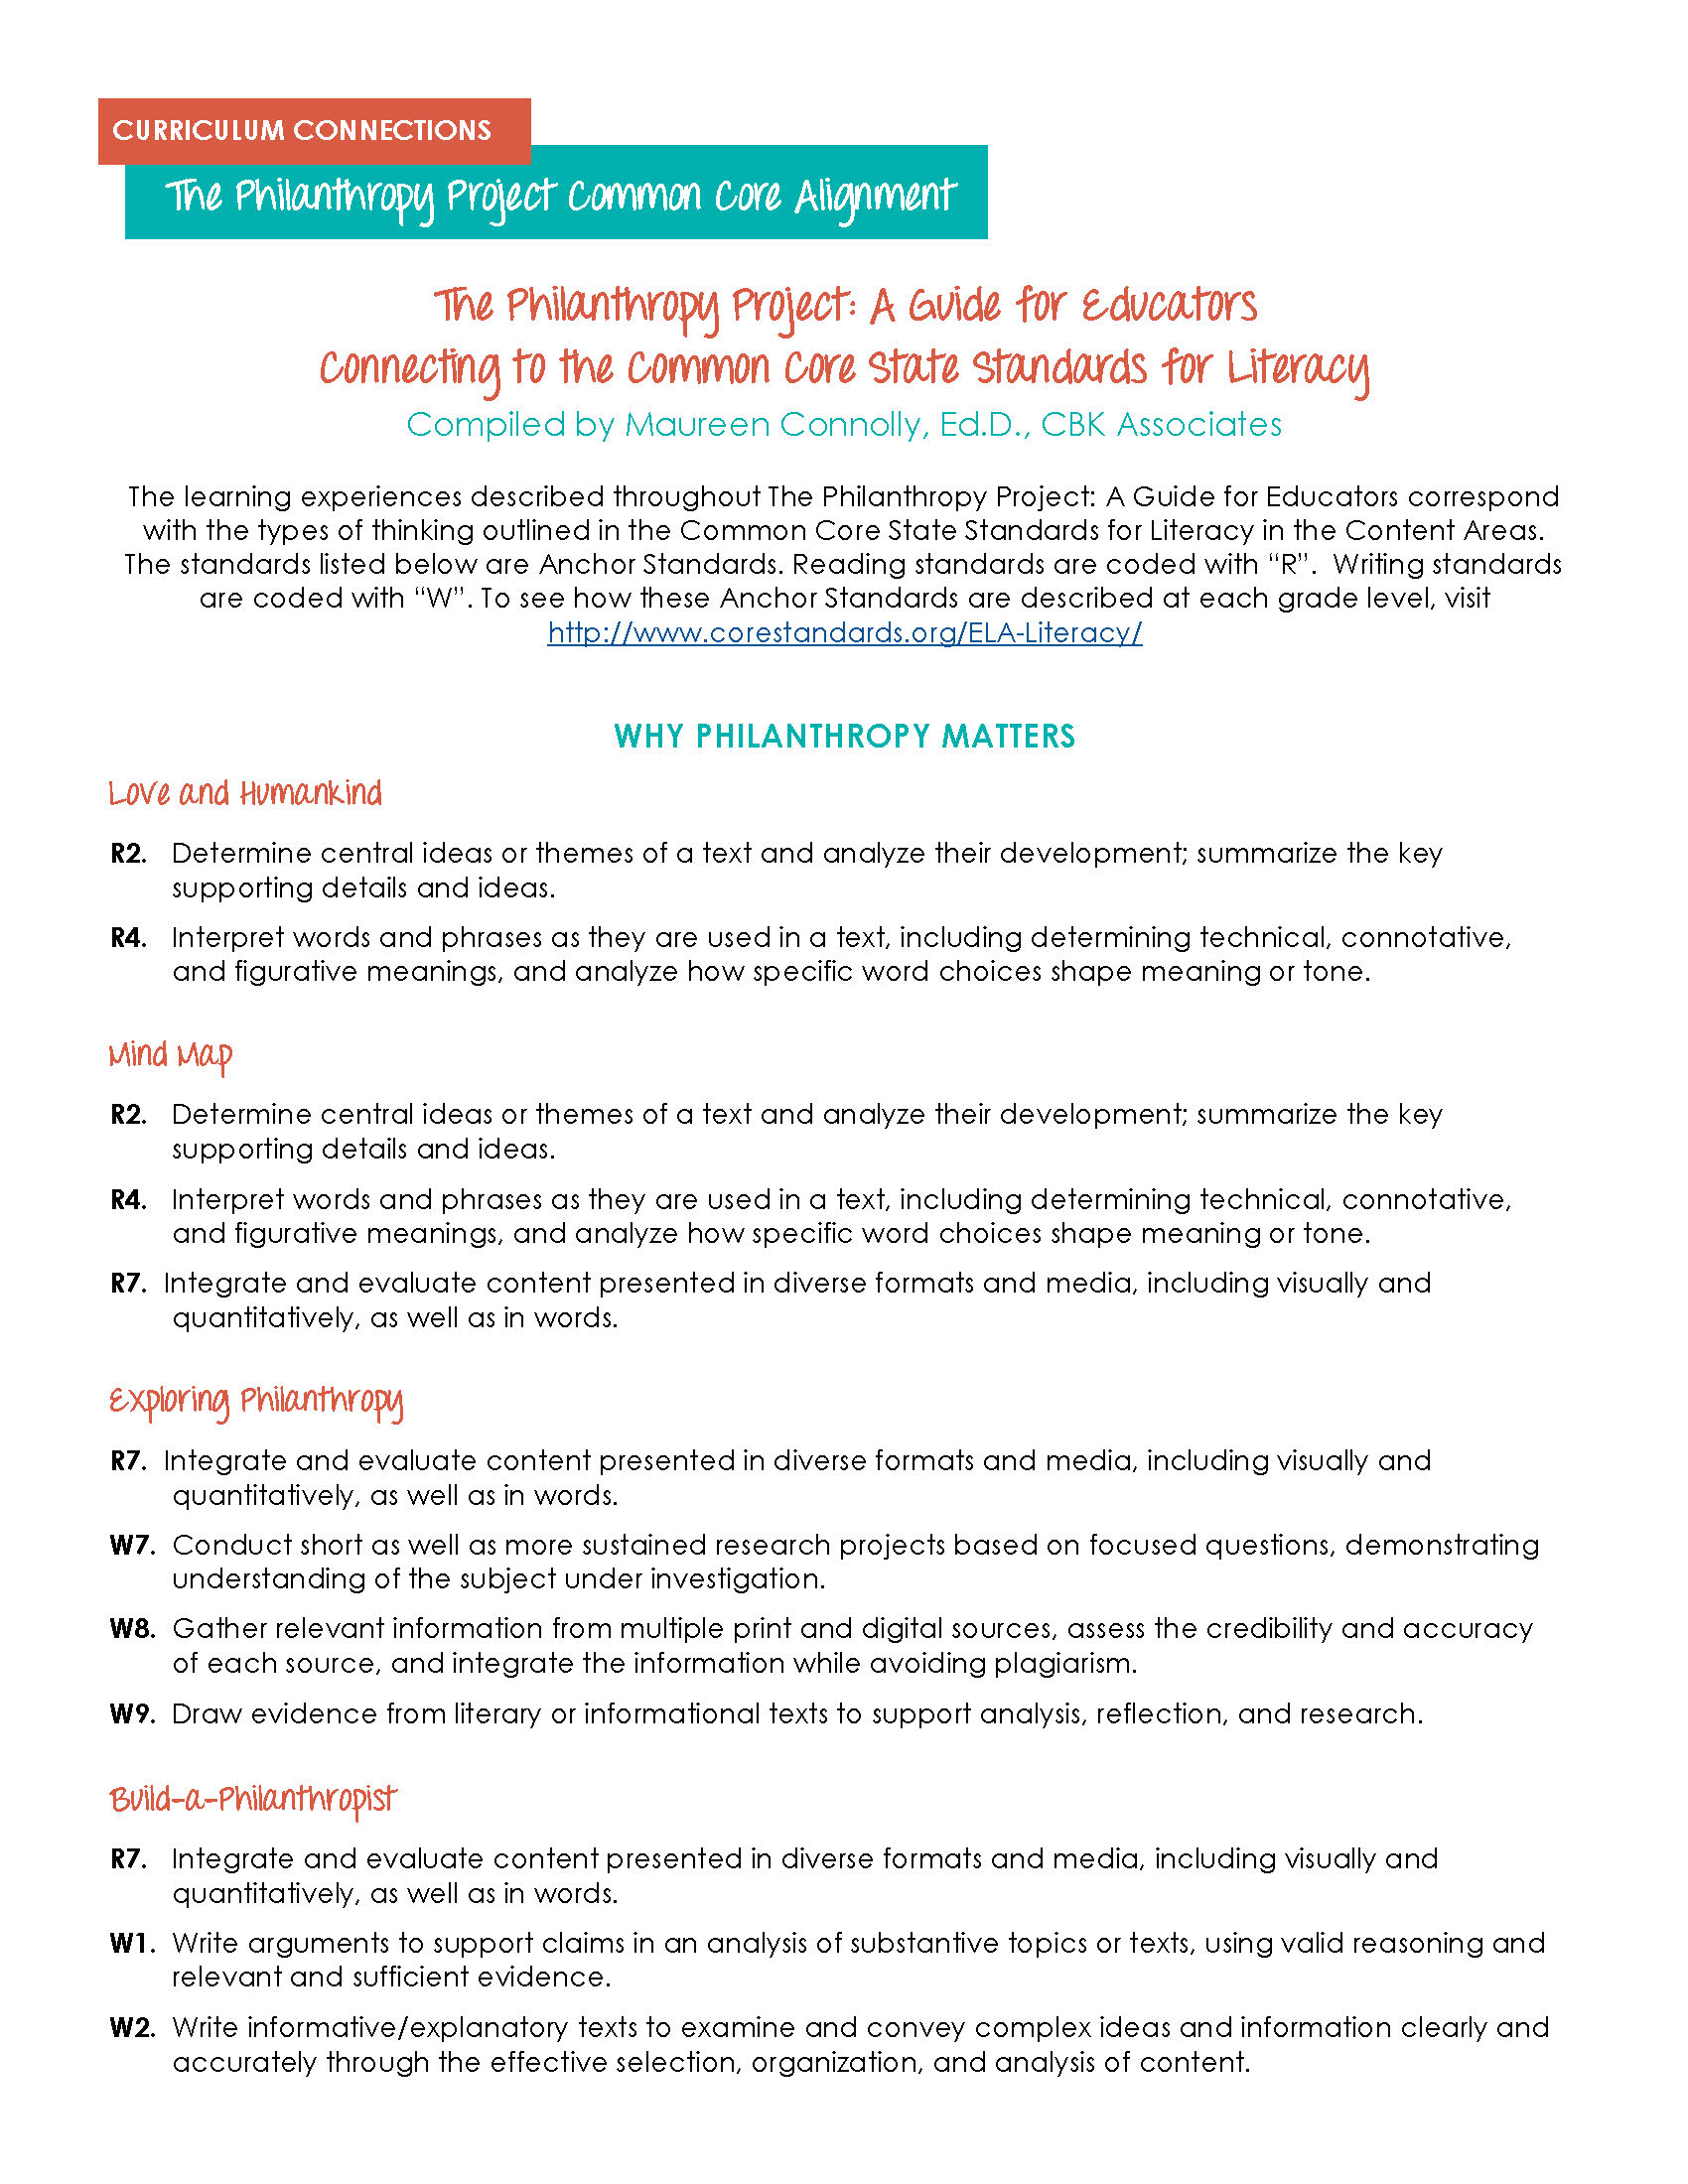 CURRICULUM CONNECTIONS
The Philanthropy Project Common Core Alignment
The Philanthropy Project: A Guide for Educators
Connecting to the Common Core State Standards for Literacy
Compiled by Maureen Connolly, Ed.D., CBK Associates
The learning experiences described throughout The Philanthropy Project: A Guide for Educators correspond
with the types of thinking outlined in the Common Core State Standards for Literacy in the Content Areas.
The standards listed below are Anchor Standards. Reading standards are coded with “R”. Writing standards
are coded with “W”. To see how these Anchor Standards are described at each grade level, visit
http://www.corestandards.org/ELA-Literacy/
WHY PHILANTHROPY MATTERS
Love and Humankind
R2. Determine central ideas or themes of a text and analyze their development; summarize the key
supporting details and ideas.
R4. Interpret words and phrases as they are used in a text, including determining technical, connotative,
and figurative meanings, and analyze how specific word choices shape meaning or tone.
Mind Map
R2. Determine central ideas or themes of a text and analyze their development; summarize the key
supporting details and ideas.
R4. Interpret words and phrases as they are used in a text, including determining technical, connotative,
and figurative meanings, and analyze how specific word choices shape meaning or tone.
R7. Integrate and evaluate content presented in diverse formats and media, including visually and
quantitatively, as well as in words.
Exploring Philanthropy
R7. Integrate and evaluate content presented in diverse formats and media, including visually and
quantitatively, as well as in words.
W7. Conduct short as well as more sustained research projects based on focused questions, demonstrating
understanding of the subject under investigation.
W8. Gather relevant information from multiple print and digital sources, assess the credibility and accuracy
of each source, and integrate the information while avoiding plagiarism.
W9. Draw evidence from literary or informational texts to support analysis, reflection, and research.
Build-a-Philanthropist
R7. Integrate and evaluate content presented in diverse formats and media, including visually and
quantitatively, as well as in words.
W1. Write arguments to support claims in an analysis of substantive topics or texts, using valid reasoning and
relevant and sufficient evidence.
W2. Write informative/explanatory texts to examine and convey complex ideas and information clearly and
accurately through the effective selection, organization, and analysis of content.